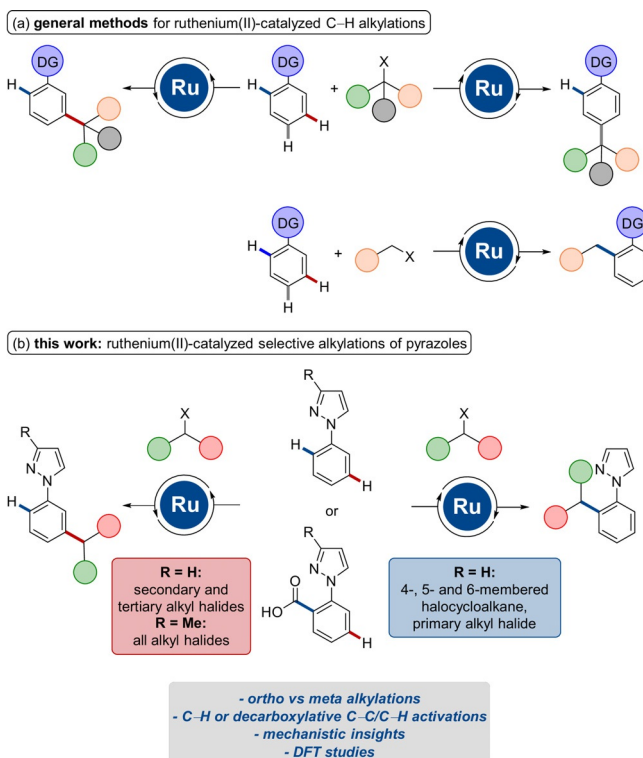 (a) general methods for ruthenium(II)-catalyzed C–H alkylations
DG
H
Ru
DG
H
H
H
+
X
Ru
DG
H
DG
H
H
H
+
X
Ru
DG
(b) this work: ruthenium(II)-catalyzed selective alkylations of pyrazoles
R
N
N
H
X
Ru
R
N
N
H
H
or
R
N
N
O
HO
H
X
Ru
N
N
R = H:
secondary and
tertiary alkyl halides
R = Me:
all alkyl halides
R = H:
4-, 5- and 6-membered
halocycloalkane,
primary alkyl halide
- ortho vs meta alkylations
- C–H or decarboxylative C–C/C–H activations
- mechanistic insights
- DFT studies